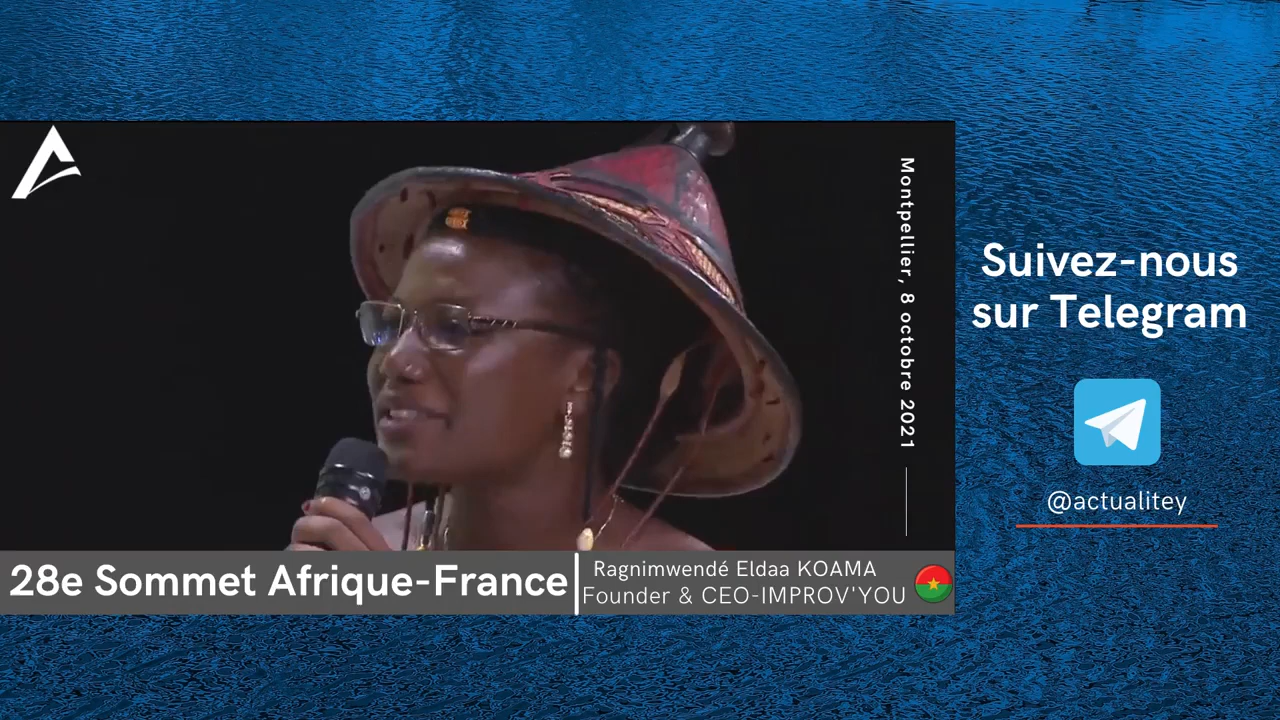 Montpellier, 8 octobre 2021
28e Sommet Afrique-France
Ragnimwendé Eldaa KOAMA
Founder & CEO-IMPROV'YOU
Suivez-nous
sur Telegram
@actualitey